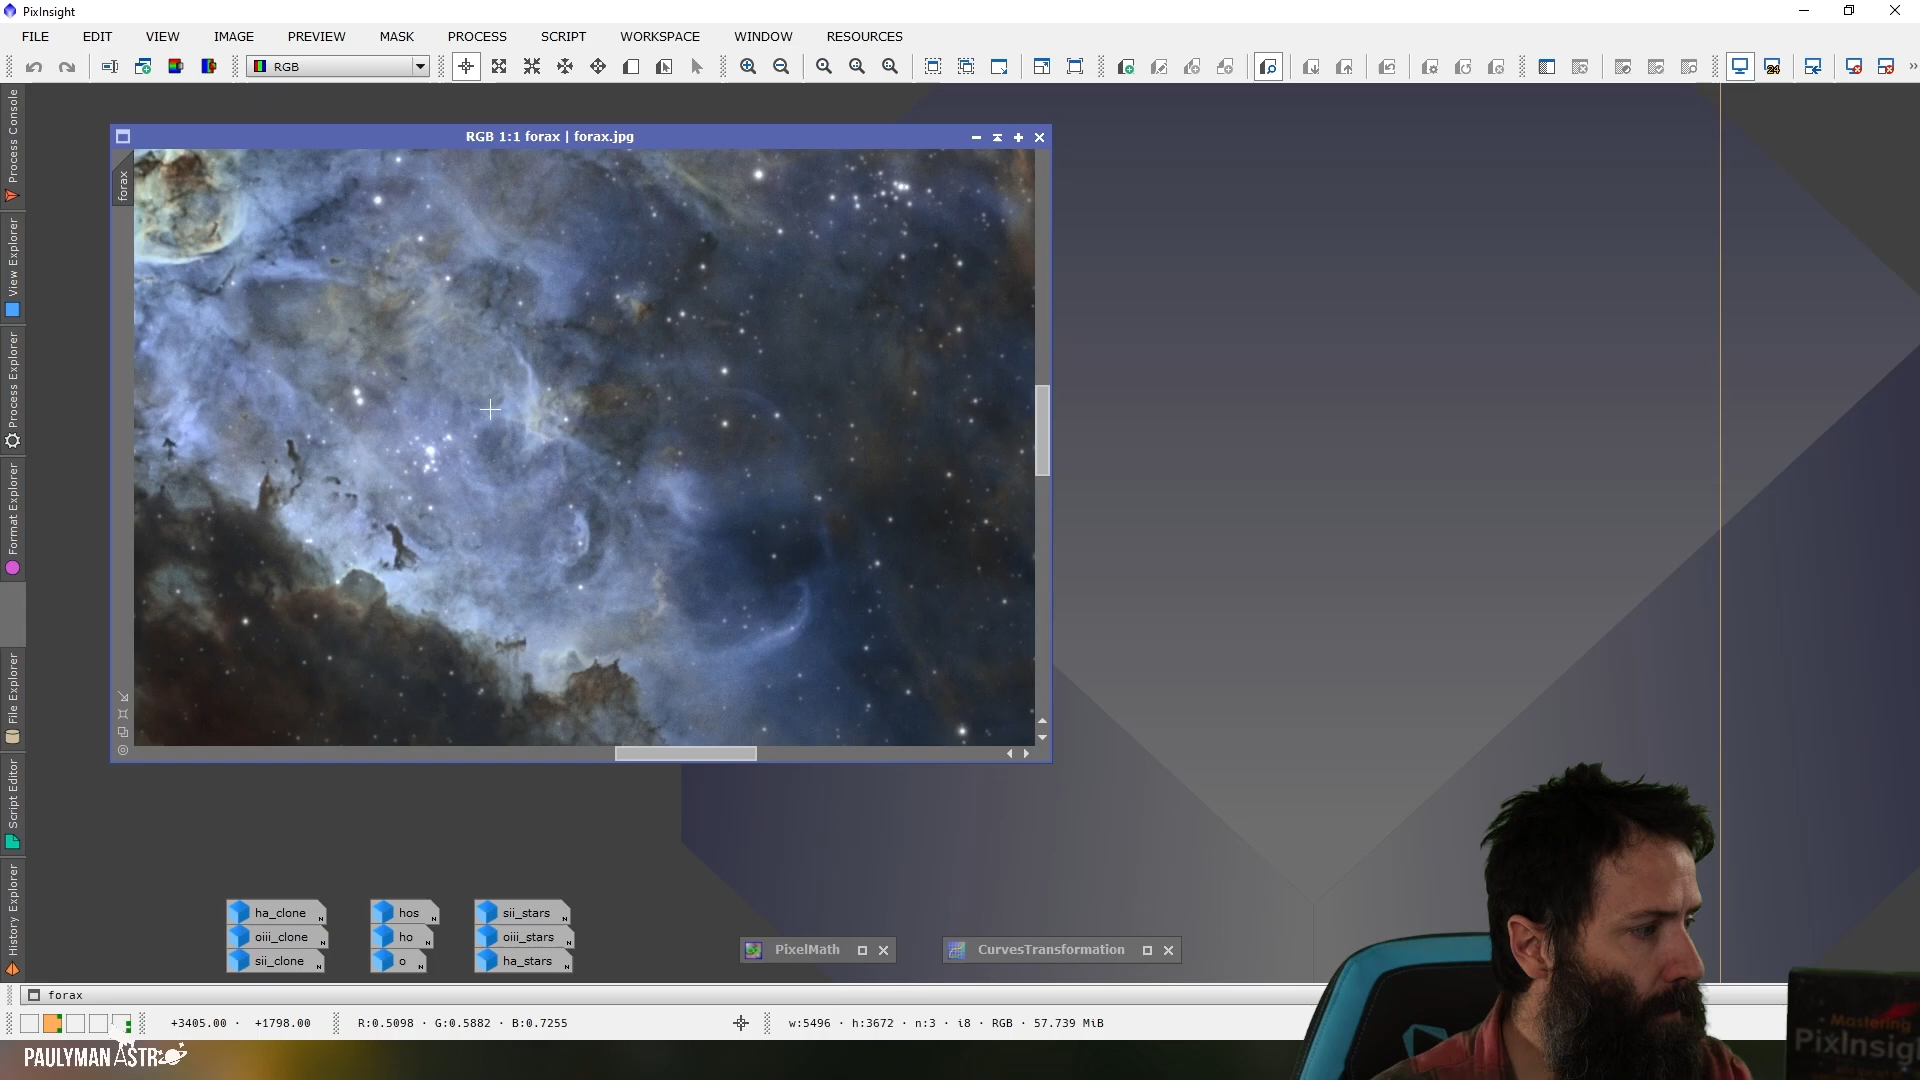 PixInsight
FILE EDIT VIEW IMAGE PREVIEW MASK PROCESS SCRIPT WORKSPACE WINDOW RESOURCES
RGB
24
Process Console
View Explorer
Process Explorer
Format Explorer
File Explorer
Script Editor
History Explorer
RGB 1:1 forax | forax.jpg
forax
ha_clone N
oiii_clone N
sii_clone N
hos N
ho N
o N
sii_stars N
oiii_stars N
ha_stars N
PixelMath
CurvesTransformation
forax
+3405.00 · +1798.00 R:0.5098 · G:0.5882 · B:0.7255 w:5496 · h:3672 · n:3 · i8 · RGB · 57.739 MiB
PAULYMAN ASTRO
Mastering
PixInsight